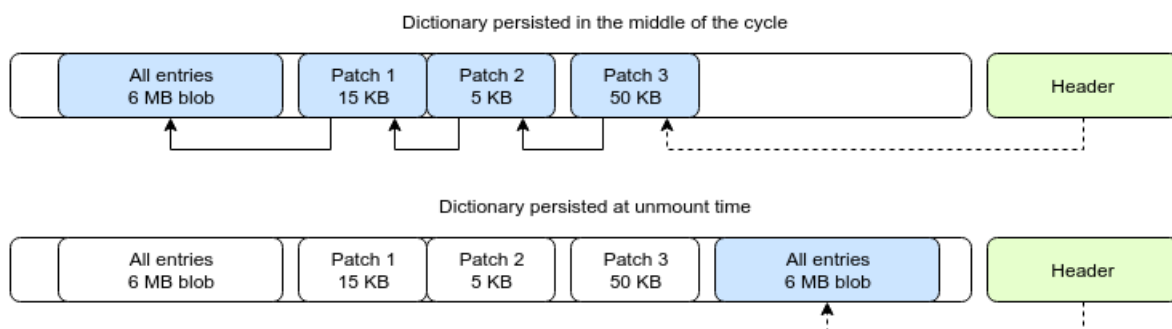 Dictionary persisted in the middle of the cycle
All entries
6 MB blob
Patch 1
15 KB
Patch 2
5 KB
Patch 3
50 KB
Header
Dictionary persisted at unmount time
All entries
6 MB blob
Patch 1
15 KB
Patch 2
5 KB
Patch 3
50 KB
All entries
6 MB blob
Header